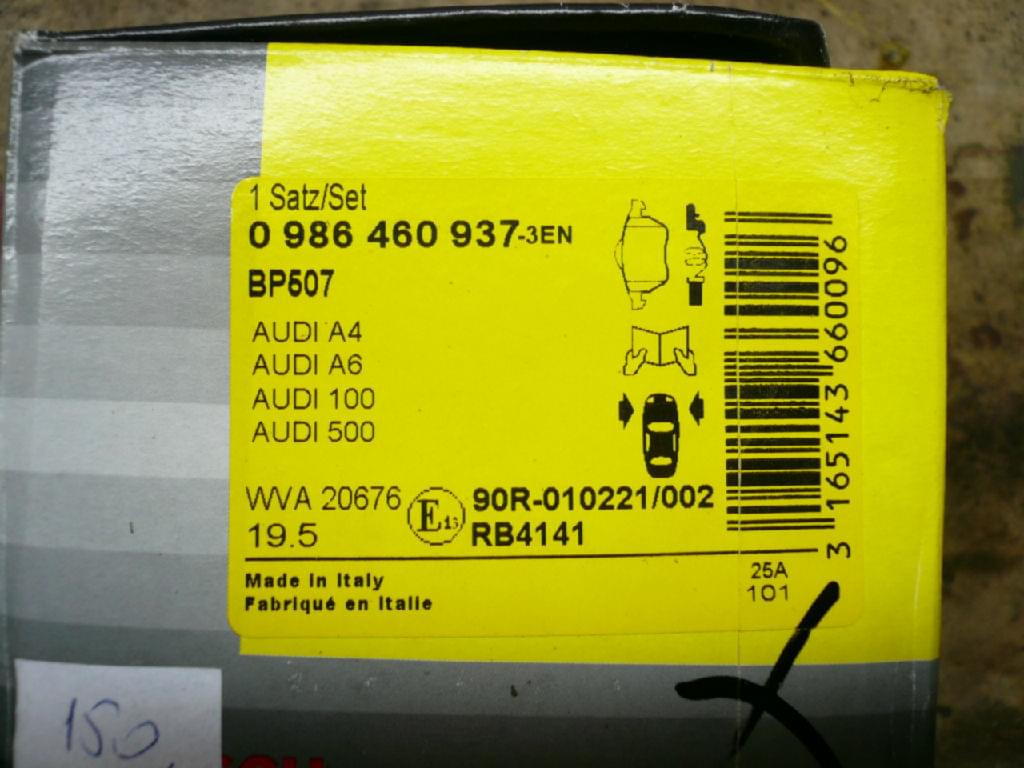 1 Satz/Set
0 986 460 937-3EN
BP507
AUDI A4
AUDI A6
AUDI 100
AUDI 500
WVA 20676
19.5
E13
90R-010221/002
RB4141
Made in Italy
Fabriqué en Italie
3 165143 660096
25A
101
150